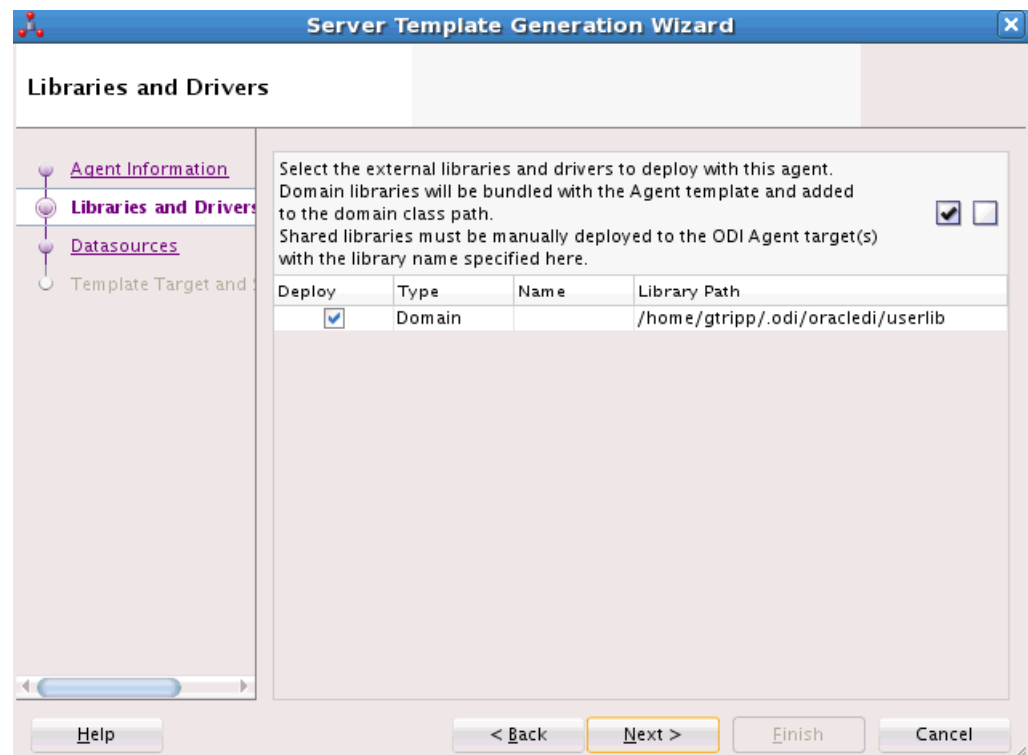 Server Template Generation Wizard
Libraries and Drivers
Agent Information
Libraries and Drivers
Datasources
Template Target and
Select the external libraries and drivers to deploy with this agent.
Domain libraries will be bundled with the Agent template and added
to the domain class path.
Shared libraries must be manually deployed to the ODI Agent target(s)
with the library name specified here.
Deploy Type Name Library Path
Domain /home/gtripp/.odi/oracledi/userlib
Help < Back Next > Finish Cancel